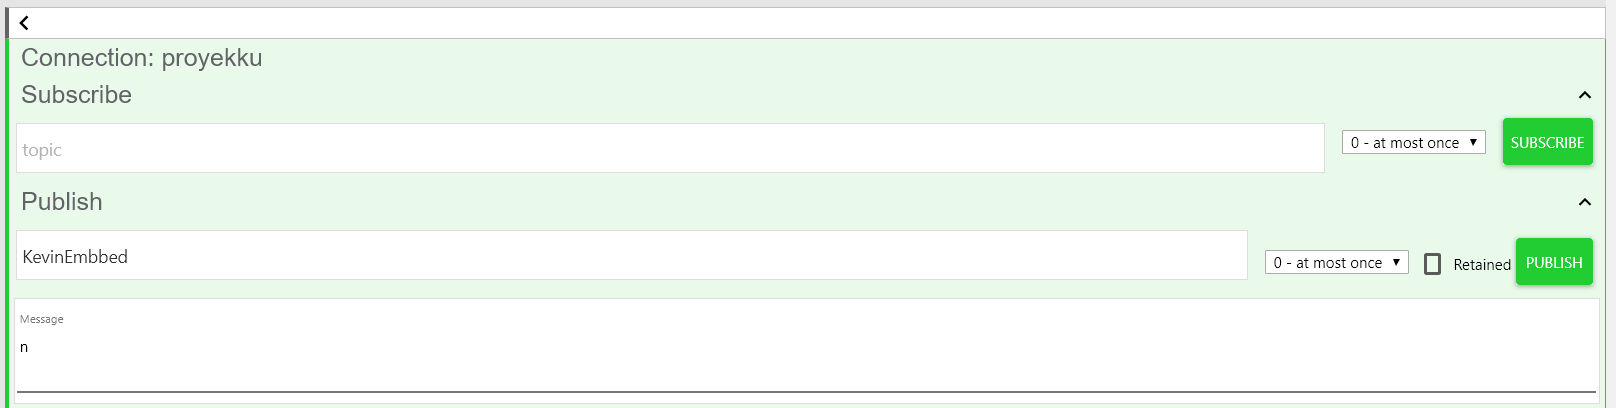 Connection: proyekku
Subscribe
topic
0 - at most once
SUBSCRIBE
Publish
KevinEmbbed
0 - at most once
Retained
PUBLISH
Message
n